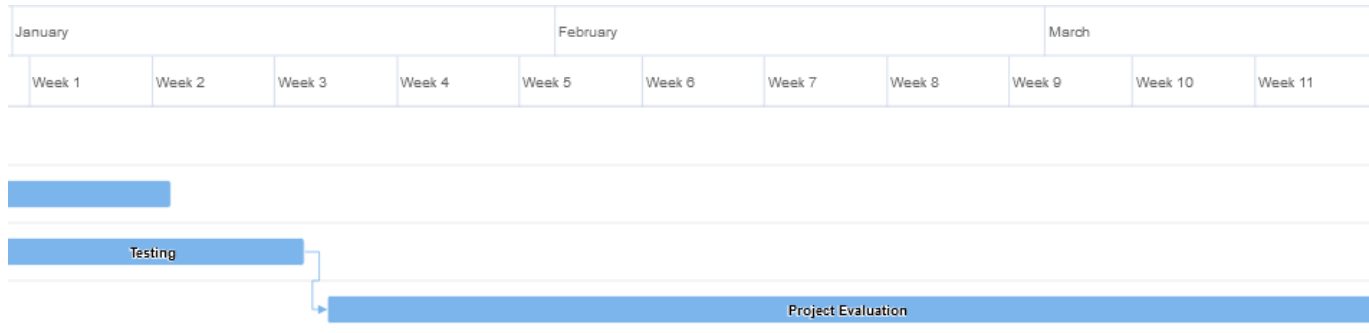 January February March
Week 1 Week 2 Week 3 Week 4 Week 5 Week 6 Week 7 Week 8 Week 9 Week 10 Week 11
Testing
Project Evaluation